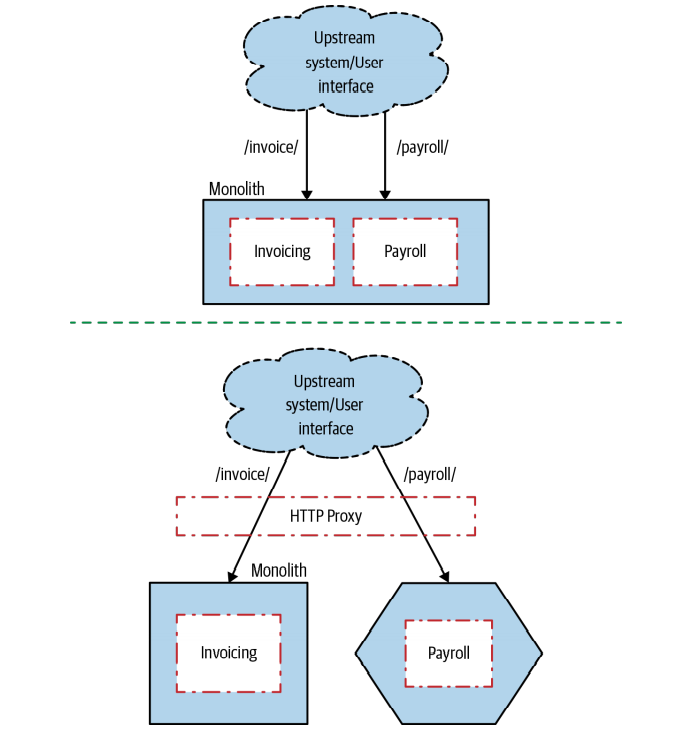 Upstream
system/User
interface
/invoice/
/payroll/
Monolith
Invoicing
Payroll
Upstream
system/User
interface
/invoice/
/payroll/
HTTP Proxy
Monolith
Invoicing
Payroll